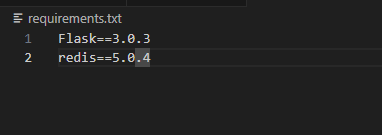 requirements.txt
1 Flask==3.0.3
2 redis==5.0.4